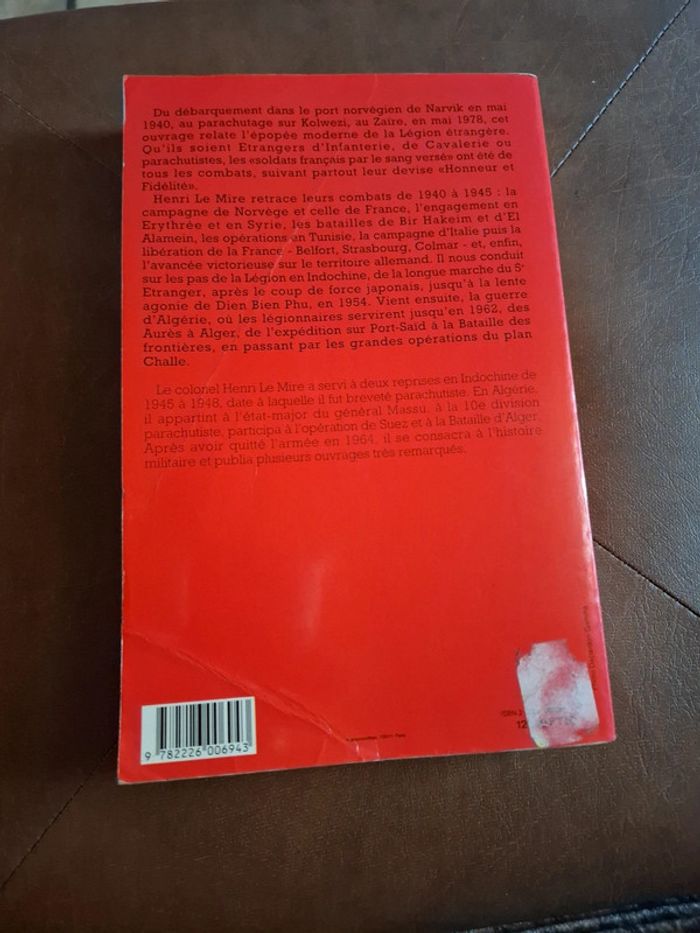 Du débarquement dans le port norvégien de Narvik en mai
1940, au parachutage sur Kolwezi, au Zaïre, en mai 1978, cet
ouvrage relate l'épopée moderne de la Légion étrangère.
Qu'ils soient Etrangers d'Infanterie, de Cavalerie ou
parachutistes, les «soldats français par le sang versé» ont été de
tous les combats, suivant partout leur devise «Honneur et
Fidélité».
Henri Le Mire retrace leurs combats de 1940 à 1945 : la
campagne de Norvège et celle de France, l'engagement en
Erythrée et en Syrie, les batailles de Bir Hakeim et d'El
Alamein, les opérations en Tunisie, la campagne d'Italie puis la
libération de la France - Belfort, Strasbourg, Colmar - et, enfin,
l'avancée victorieuse sur le territoire allemand. Il nous conduit
sur les pas de la Légion en Indochine, de la longue marche du 5e
Etranger, après le coup de force japonais, jusqu'à la lente
agonie de Dien Bien Phu, en 1954. Vient ensuite, la guerre
d'Algérie, où les légionnaires servirent jusqu'en 1962, des
Aurès à Alger, de l'expédition sur Port-Saïd à la Bataille des
frontières, en passant par les grandes opérations du plan
Challe.
Le colonel Henri Le Mire a servi à deux reprises en Indochine de
1945 à 1948, date à laquelle il fut breveté parachutiste. En Algérie,
il appartint à l'état-major du général Massu, à la 10e division
parachutiste, participa à l'opération de Suez et à la Bataille d'Alger.
Après avoir quitté l'armée en 1964, il se consacra à l'histoire
militaire et publia plusieurs ouvrages très remarqués.
ISBN 2
12
9 782226 006943